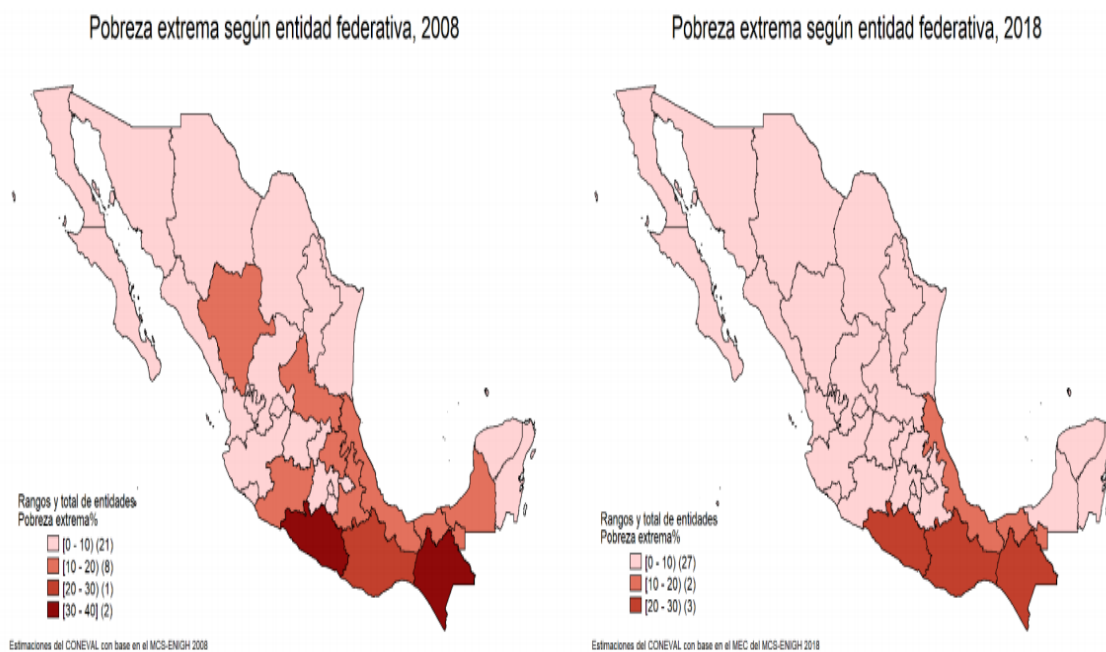 Pobreza extrema según entidad federativa, 2008
Rangos y total de entidades
Pobreza extrema%
[0 - 10) (21)
[10 - 20) (8)
[20 - 30) (1)
[30 - 40] (2)
Estimaciones del CONEVAL con base en el MCS-ENIGH 2008
Pobreza extrema según entidad federativa, 2018
Rangos y total de entidades
Pobreza extrema%
[0 - 10) (27)
[10 - 20) (2)
[20 - 30) (3)
Estimaciones del CONEVAL con base en el MEC del MCS-ENIGH 2018